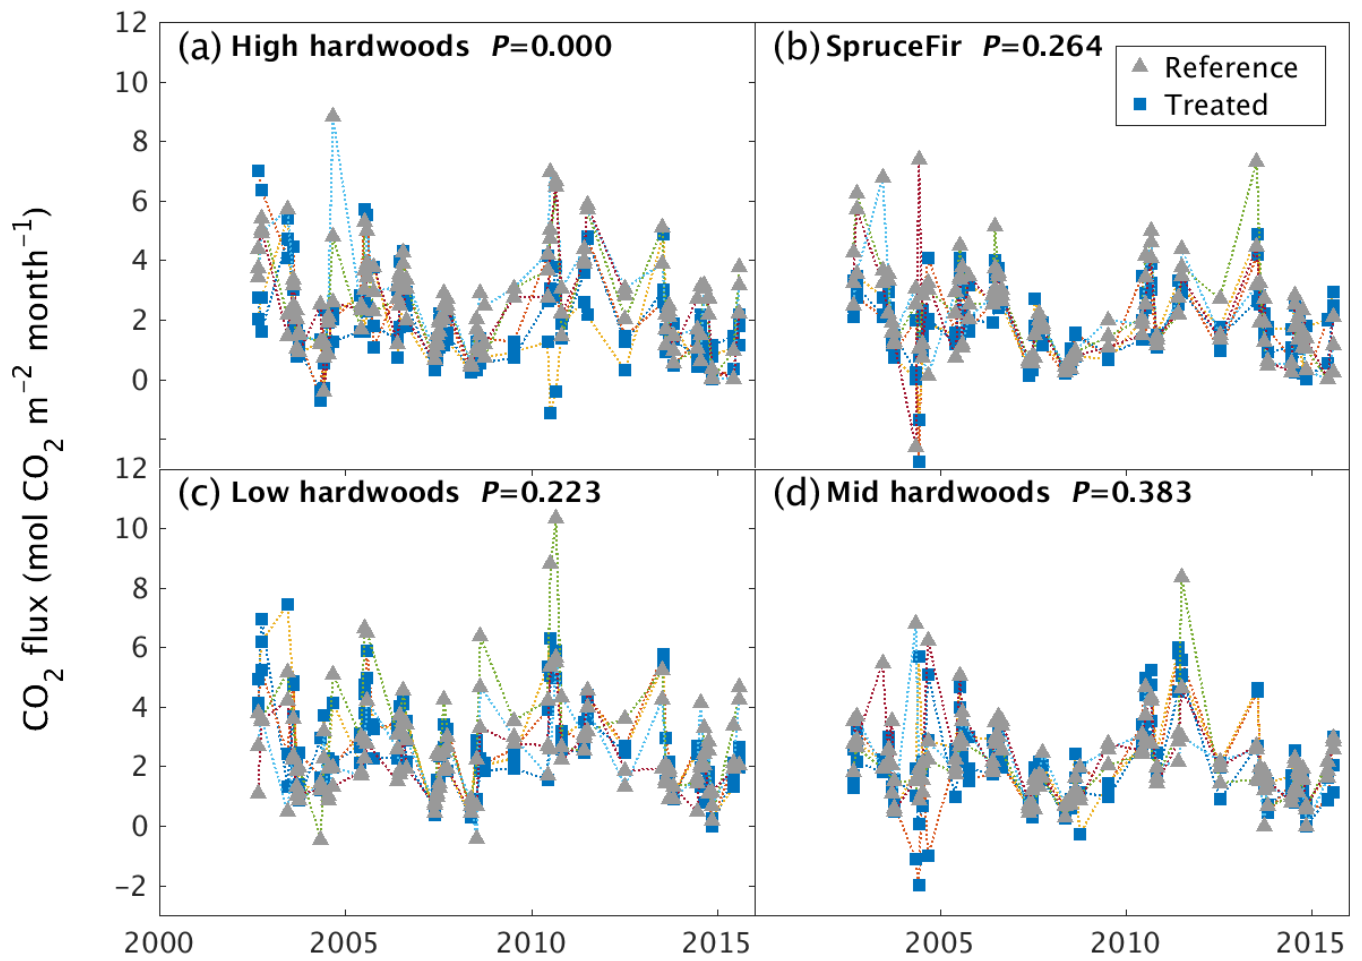 12
10
8
6
4
2
0
(a) High hardwoods P=0.000
(b) SpruceFir P=0.264
Reference
Treated
CO2 flux (mol CO2 m−2 month−1)
12
10
8
6
4
2
0
−2
(c) Low hardwoods P=0.223
(d) Mid hardwoods P=0.383
2000 2005 2010 2015 2005 2010 2015